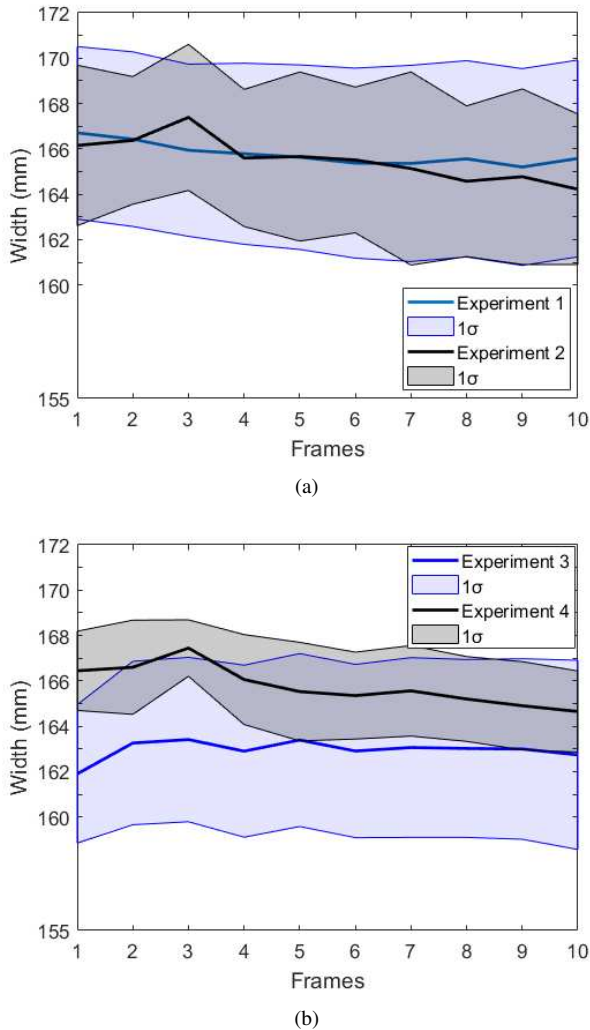 172
170
168
166
164
162
160
155
Width (mm)
Experiment 1
1σ
Experiment 2
1σ
1 2 3 4 5 6 7 8 9 10
Frames
(a)
172
170
168
166
164
162
160
155
Width (mm)
Experiment 3
1σ
Experiment 4
1σ
1 2 3 4 5 6 7 8 9 10
Frames
(b)